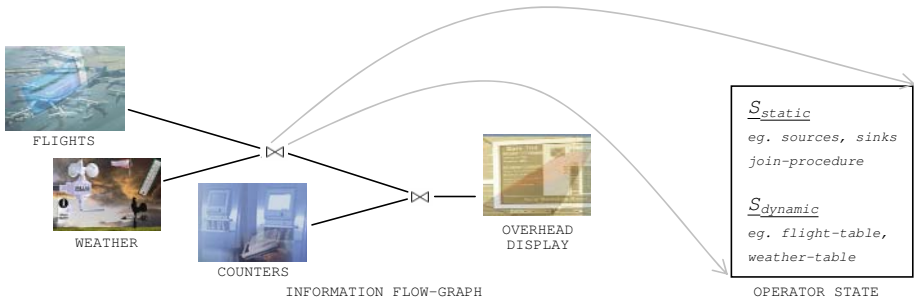 FLIGHTS
WEATHER
COUNTERS
OVERHEAD
DISPLAY
INFORMATION FLOW-GRAPH
S_static
eg. sources, sinks
join-procedure
S_dynamic
eg. flight-table,
weather-table
OPERATOR STATE